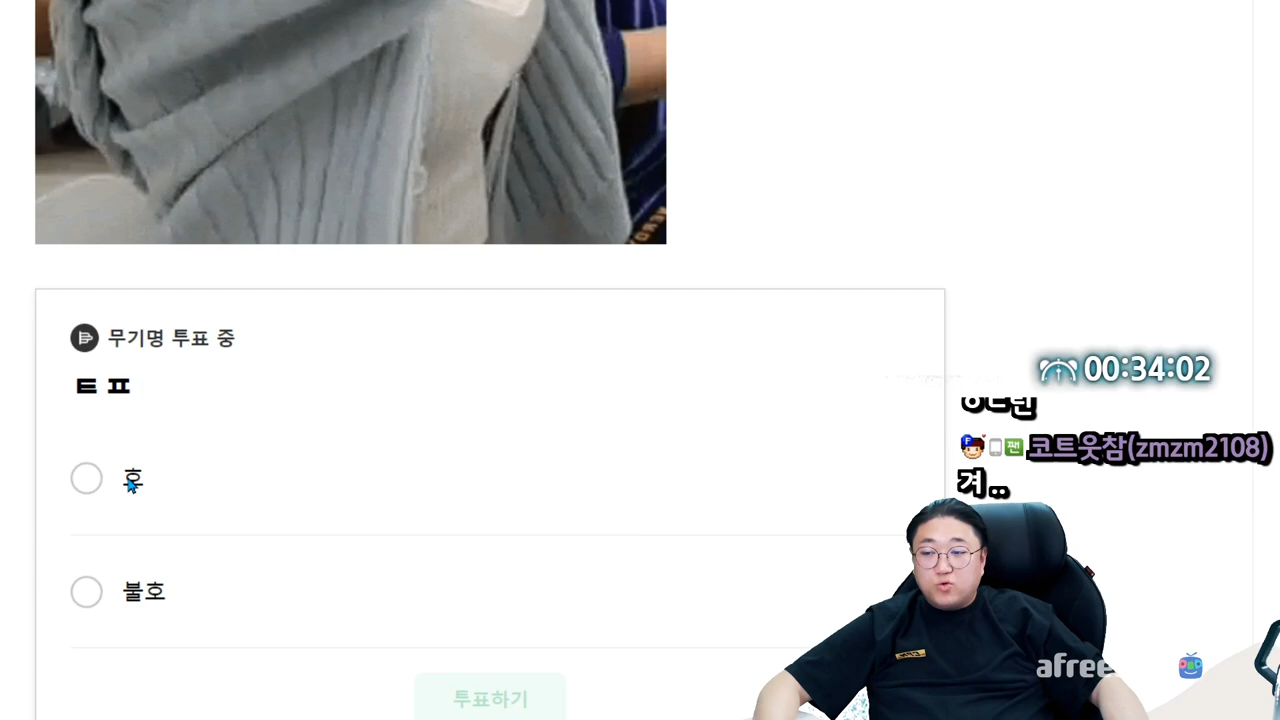 무기명 투표 중
ㅌㅍ
호
불호
투표하기
00:34:02
팬 코트웃참(zmzm2108)
겨..
afree